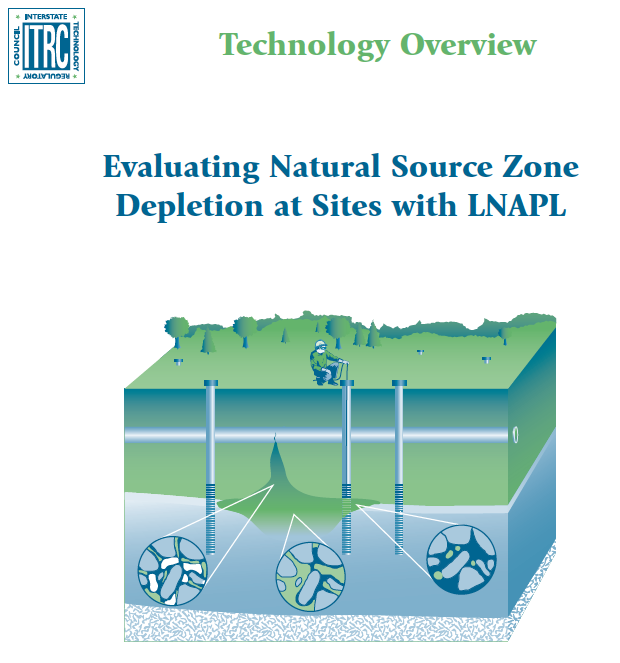 INTERSTATE
COUNCIL
ITRC
TECHNOLOGY
REGULATORY
Technology Overview
Evaluating Natural Source Zone
Depletion at Sites with LNAPL